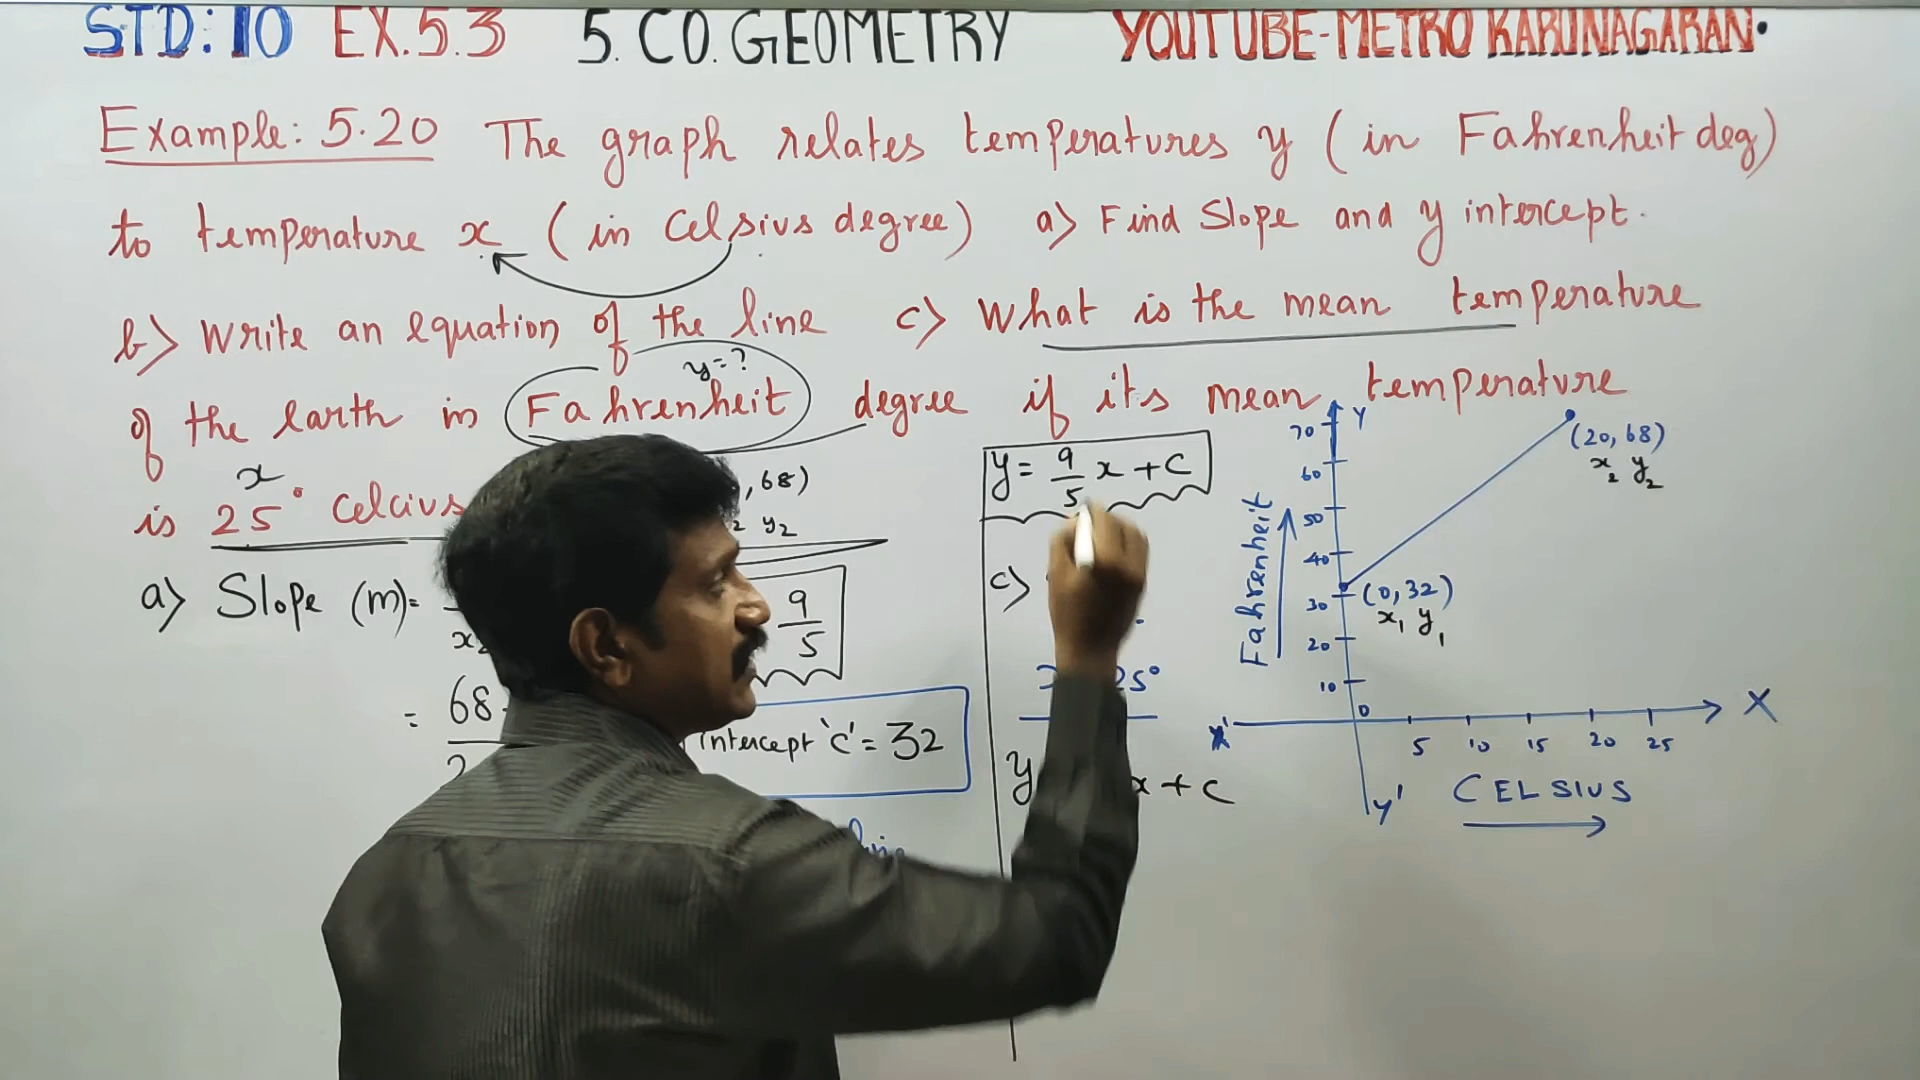 STD: 10 EX.5.3 5. CO. GEOMETRY YOUTUBE-METRO KARUNAGARAN.
Example: 5.20 The graph relates temperatures y (in Fahrenheit deg)
to temperature x (in Celsius degree) a) Find Slope and y intercept.
b) Write an equation of the line c) What is the mean temperature
y = ?
of the earth in Fahrenheit degree if its mean temperature
x
is 25° Celcius
,68)
2 y2
a) Slope (m) =
x2
9/5
= 68
2
intercept 'c' = 32
line
y = 9/5 x + c
c)
25°
y x + c
Y
70
60
50
40
30
20
10
0
Fahrenheit
(20, 68)
x2 y2
(0, 32)
x1 y1
X' 5 10 15 20 25 X
Y'
CELSIUS